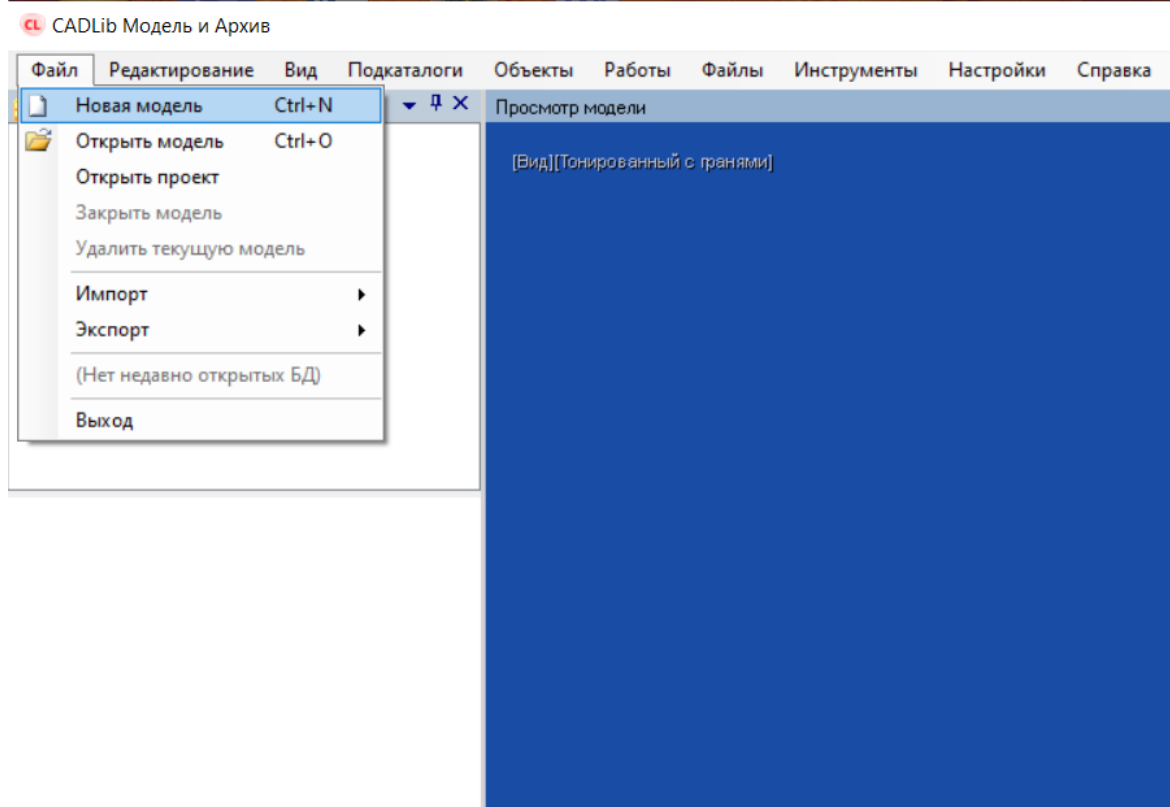 CL CADLib Модель и Архив
Файл Редактирование Вид Подкаталоги Объекты Работы Файлы Инструменты Настройки Справка
Новая модель Ctrl+N
Открыть модель Ctrl+O
Открыть проект
Закрыть модель
Удалить текущую модель
Импорт
Экспорт
(Нет недавно открытых БД)
Выход
Просмотр модели
[Вид][Тонированный с гранями]